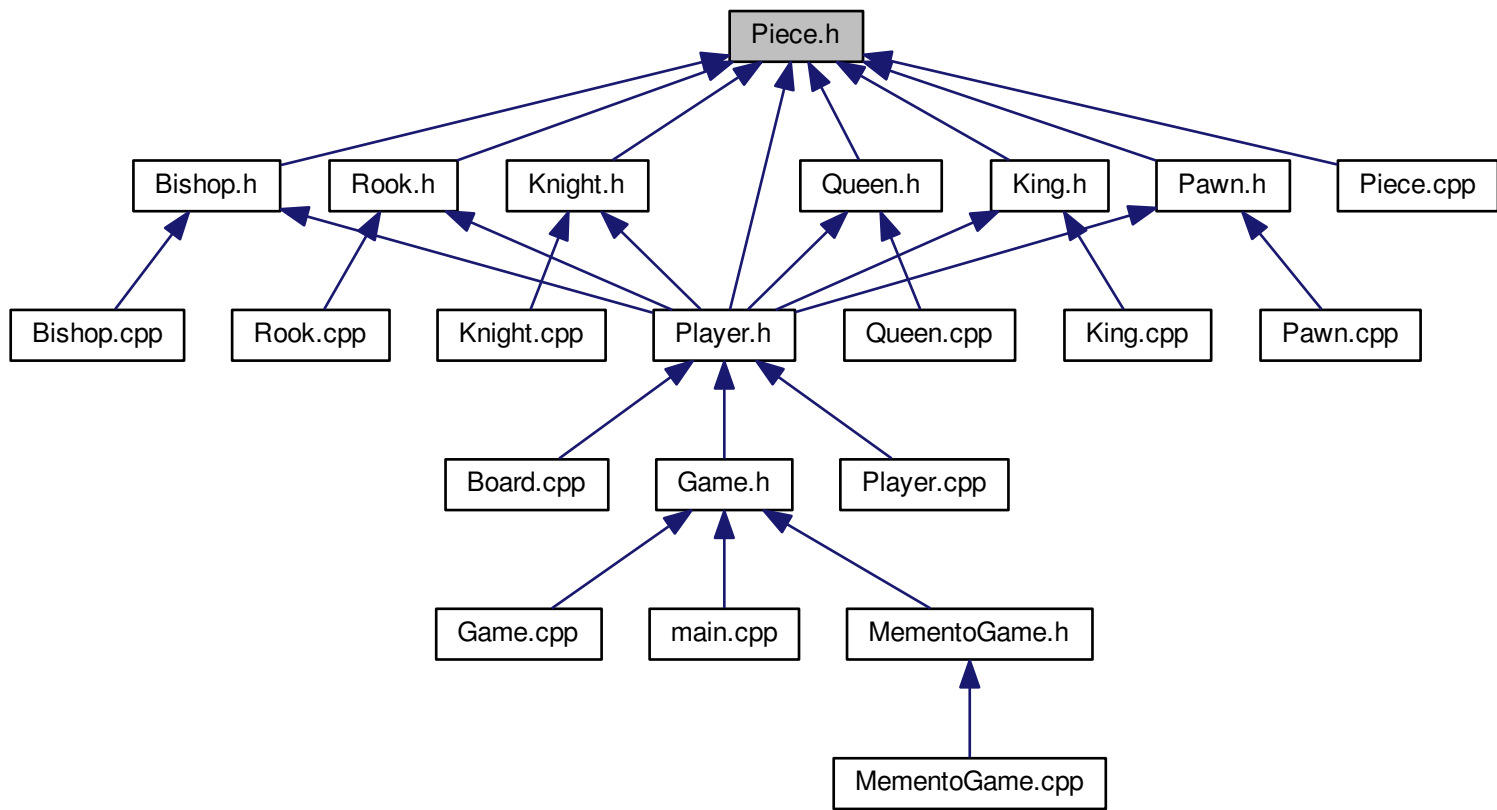 Piece.h
Bishop.h
Rook.h
Knight.h
Queen.h
King.h
Pawn.h
Piece.cpp
Bishop.cpp
Rook.cpp
Knight.cpp
Player.h
Queen.cpp
King.cpp
Pawn.cpp
Board.cpp
Game.h
Player.cpp
Game.cpp
main.cpp
MementoGame.h
MementoGame.cpp